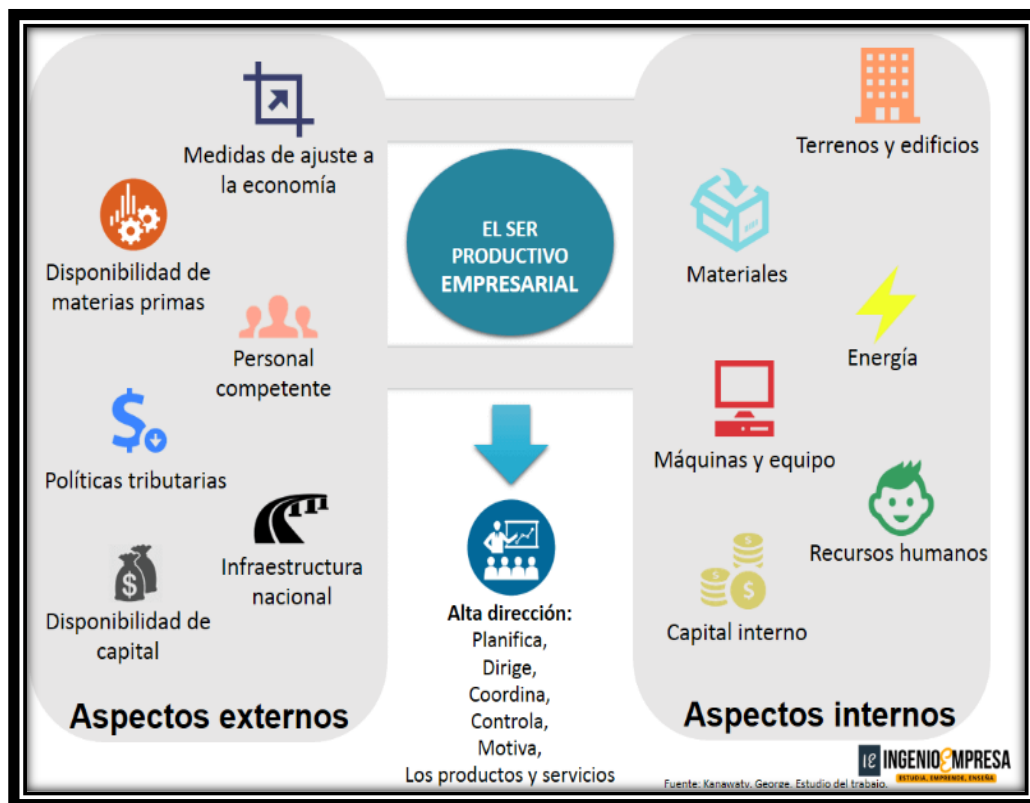 Medidas de ajuste a
la economía
Disponibilidad de
materias primas
Personal
competente
Políticas tributarias
Infraestructura
nacional
Disponibilidad de
capital
Aspectos externos
EL SER
PRODUCTIVO
EMPRESARIAL
Alta dirección:
Planifica,
Dirige,
Coordina,
Controla,
Motiva,
Los productos y servicios
Terrenos y edificios
Materiales
Energía
Máquinas y equipo
Recursos humanos
Capital interno
Aspectos internos
IE INGENIOEMPRESA
ESTUDIA, EMPRENDE, ENSEÑA
Fuente: Kanawaty, George. Estudio del trabajo.